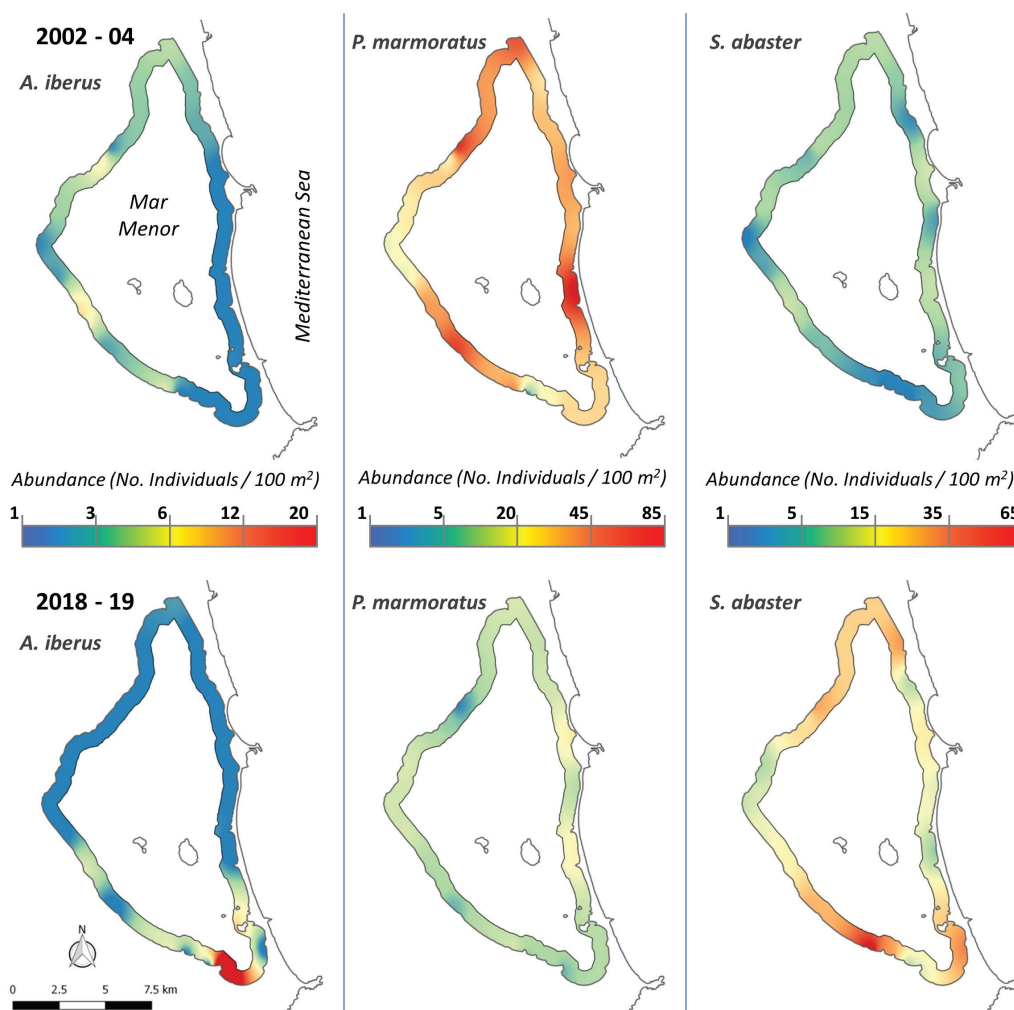 2002 - 04
A. iberus
Mar
Menor
Mediterranean Sea
P. marmoratus
S. abaster
Abundance (No. Individuals / 100 m²)
1 3 6 12 20
Abundance (No. Individuals / 100 m²)
1 5 20 45 85
Abundance (No. Individuals / 100 m²)
1 5 15 35 65
2018 - 19
A. iberus
P. marmoratus
S. abaster
N
0 2.5 5 7.5 km